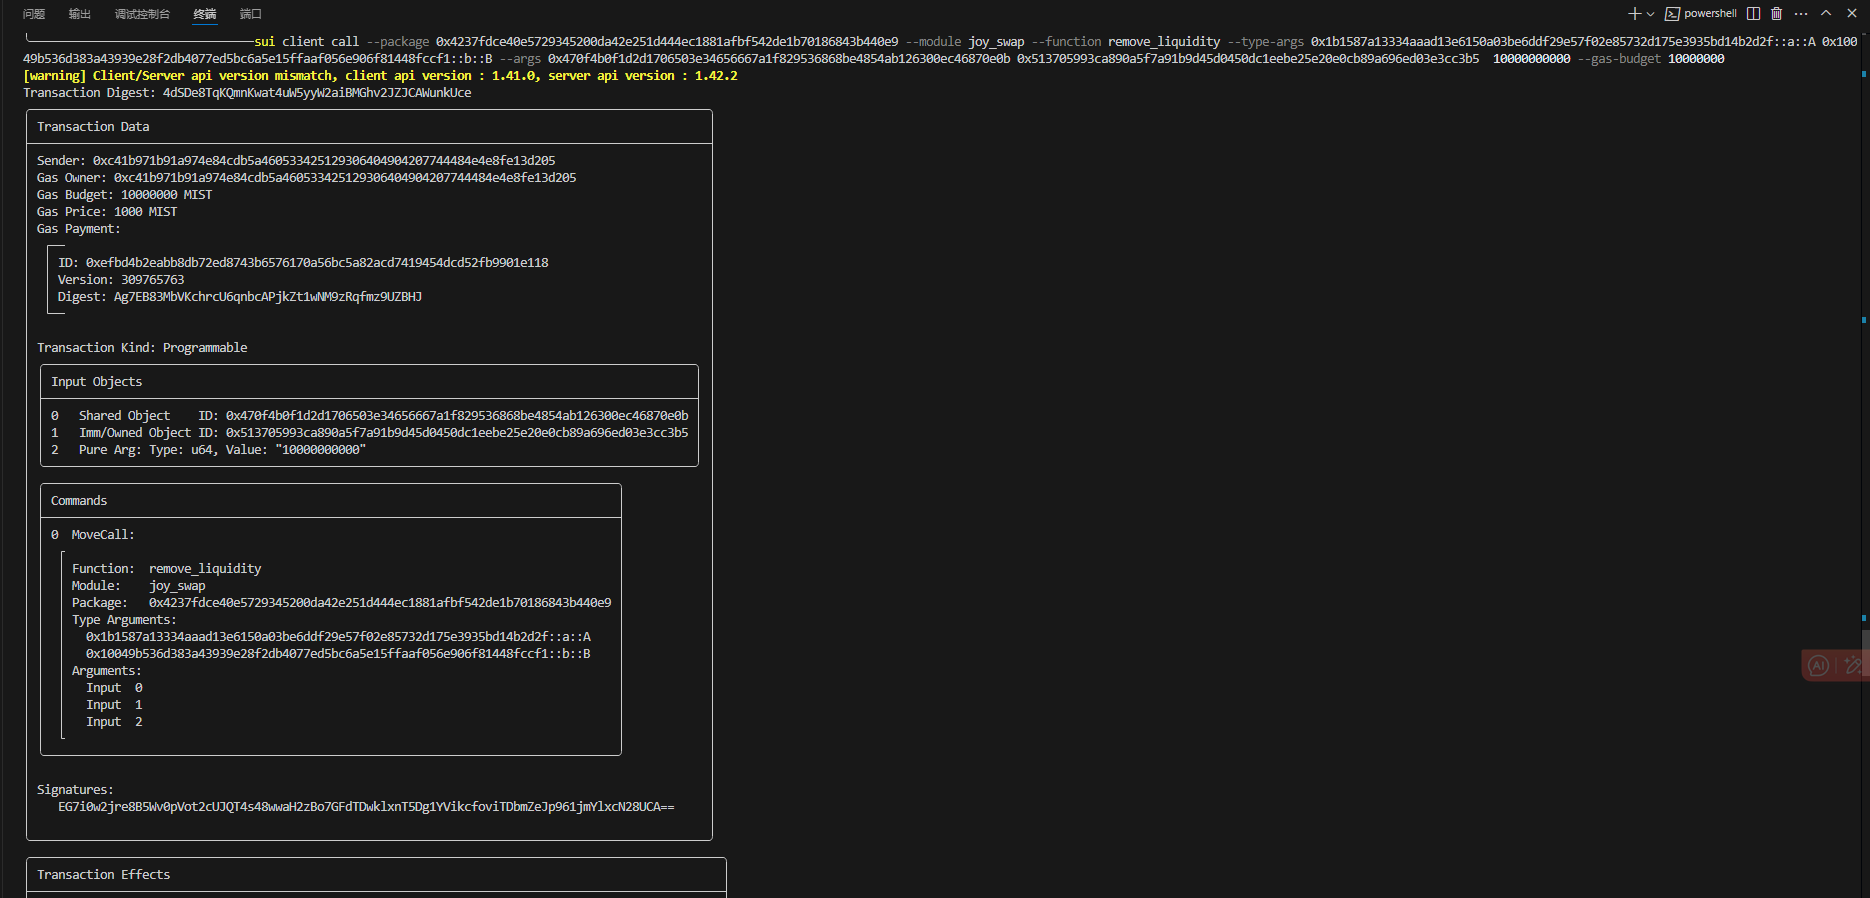 问题 输出 调试控制台 终端 端口 powershell
sui client call --package 0x4237fdce40e5729345200da42e251d444ec1881afbf542de1b70186843b440e9 --module joy_swap --function remove_liquidity --type-args 0x1b1587a13334aaad13e6150a03be6ddf29e57f02e85732d175e3935bd14b2d2f::a::A 0x100
49b536d383a43939e28f2db4077ed5bc6a5e15ffaaf056e906f81448fccf1::b::B --args 0x470f4b0f1d2d1706503e34656667a1f829536868be4854ab126300ec46870e0b 0x513705993ca890a5f7a91b9d45d0450dc1eebe25e20e0cb89a696ed03e3cc3b5 10000000000 --gas-budget 10000000
[warning] Client/Server api version mismatch, client api version : 1.41.0, server api version : 1.42.2
Transaction Digest: 4dSDe8TqKQmnKwat4uW5yyW2aiBMGhv2JZJCAWunkUce
Transaction Data
Sender: 0xc41b971b91a974e84cdb5a460533425129306404904207744484e4e8fe13d205
Gas Owner: 0xc41b971b91a974e84cdb5a460533425129306404904207744484e4e8fe13d205
Gas Budget: 10000000 MIST
Gas Price: 1000 MIST
Gas Payment:
ID: 0xefbd4b2eabb8db72ed8743b6576170a56bc5a82acd7419454dcd52fb9901e118
Version: 309765763
Digest: Ag7EB83MbVKchrcU6qnbcAPjkZt1wNM9zRqfmz9UZBHJ
Transaction Kind: Programmable
Input Objects
0 Shared Object ID: 0x470f4b0f1d2d1706503e34656667a1f829536868be4854ab126300ec46870e0b
1 Imm/Owned Object ID: 0x513705993ca890a5f7a91b9d45d0450dc1eebe25e20e0cb89a696ed03e3cc3b5
2 Pure Arg: Type: u64, Value: "10000000000"
Commands
0 MoveCall:
Function: remove_liquidity
Module: joy_swap
Package: 0x4237fdce40e5729345200da42e251d444ec1881afbf542de1b70186843b440e9
Type Arguments:
0x1b1587a13334aaad13e6150a03be6ddf29e57f02e85732d175e3935bd14b2d2f::a::A
0x10049b536d383a43939e28f2db4077ed5bc6a5e15ffaaf056e906f81448fccf1::b::B
Arguments:
Input 0
Input 1
Input 2
AI
Signatures:
EG7i0w2jre8B5Wv0pVot2cUJQT4s48wwaH2zBo7GFdTDwklxnT5Dg1YVikcfoviTDbmZeJp961jmYlxcN28UCA==
Transaction Effects